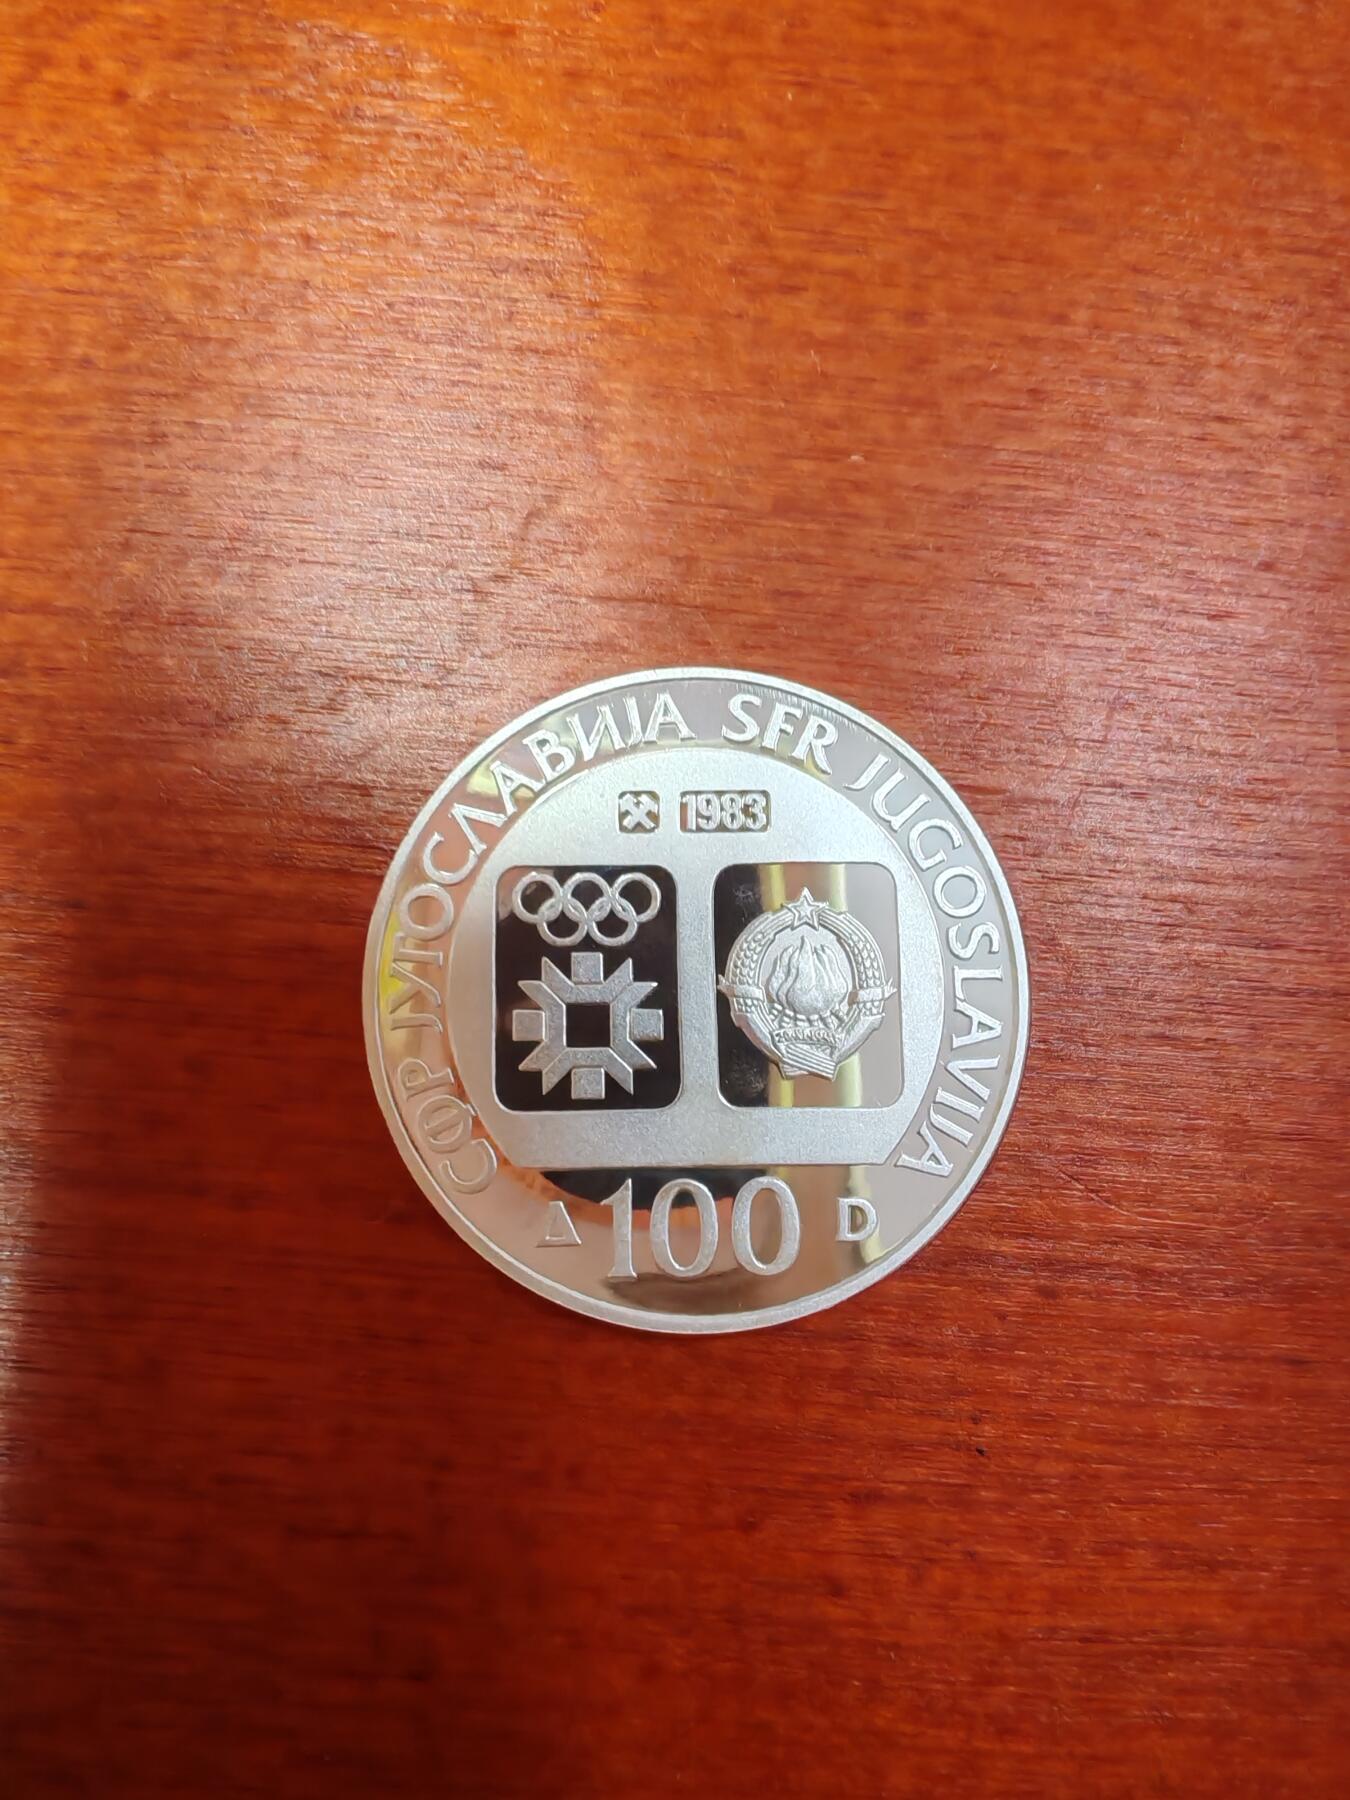 СФР ЈУГОСЛАВИЈА SFR JUGOSLAVIJA
1983
Д 100 D